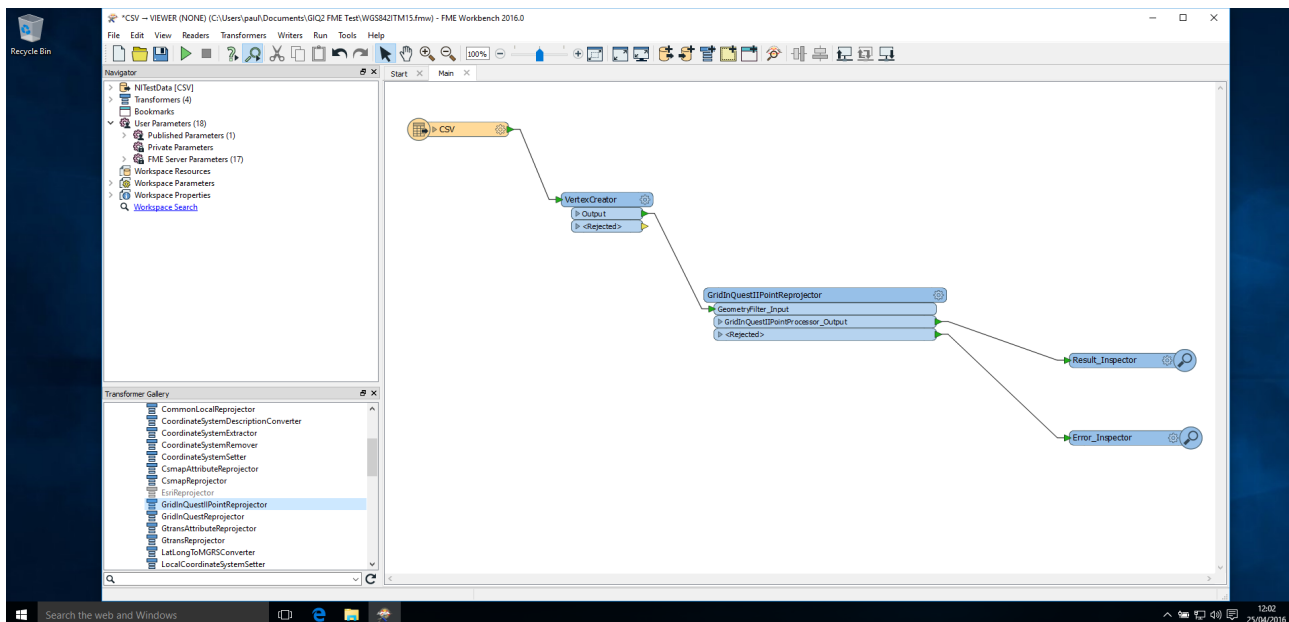 *CSV → VIEWER (NONE) (C:\Users\paul\Documents\GIQ2 FME Test\WGS842ITM15.fmw) - FME Workbench 2016.0
Recycle Bin
File Edit View Readers Transformers Writers Run Tools Help
100%
Navigator
Start Main
NITestData [CSV]
Transformers (4)
Bookmarks
User Parameters (18)
Published Parameters (1)
Private Parameters
FME Server Parameters (17)
Workspace Resources
Workspace Parameters
Workspace Properties
Workspace Search
CSV
VertexCreator
Output
<Rejected>
GridInQuestIIPointReprojector
GeometryFilter_Input
GridInQuestIIPointProcessor_Output
<Rejected>
Result_Inspector
Error_Inspector
Transformer Gallery
CommonLocalReprojector
CoordinateSystemDescriptionConverter
CoordinateSystemExtractor
CoordinateSystemRemover
CoordinateSystemSetter
CsmapAttributeReprojector
CsmapReprojector
EsriReprojector
GridInQuestIIPointReprojector
GridInQuestReprojector
GtransAttributeReprojector
GtransReprojector
LatLongToMGRSConverter
LocalCoordinateSystemSetter
Search the web and Windows
12:02
25/04/2016